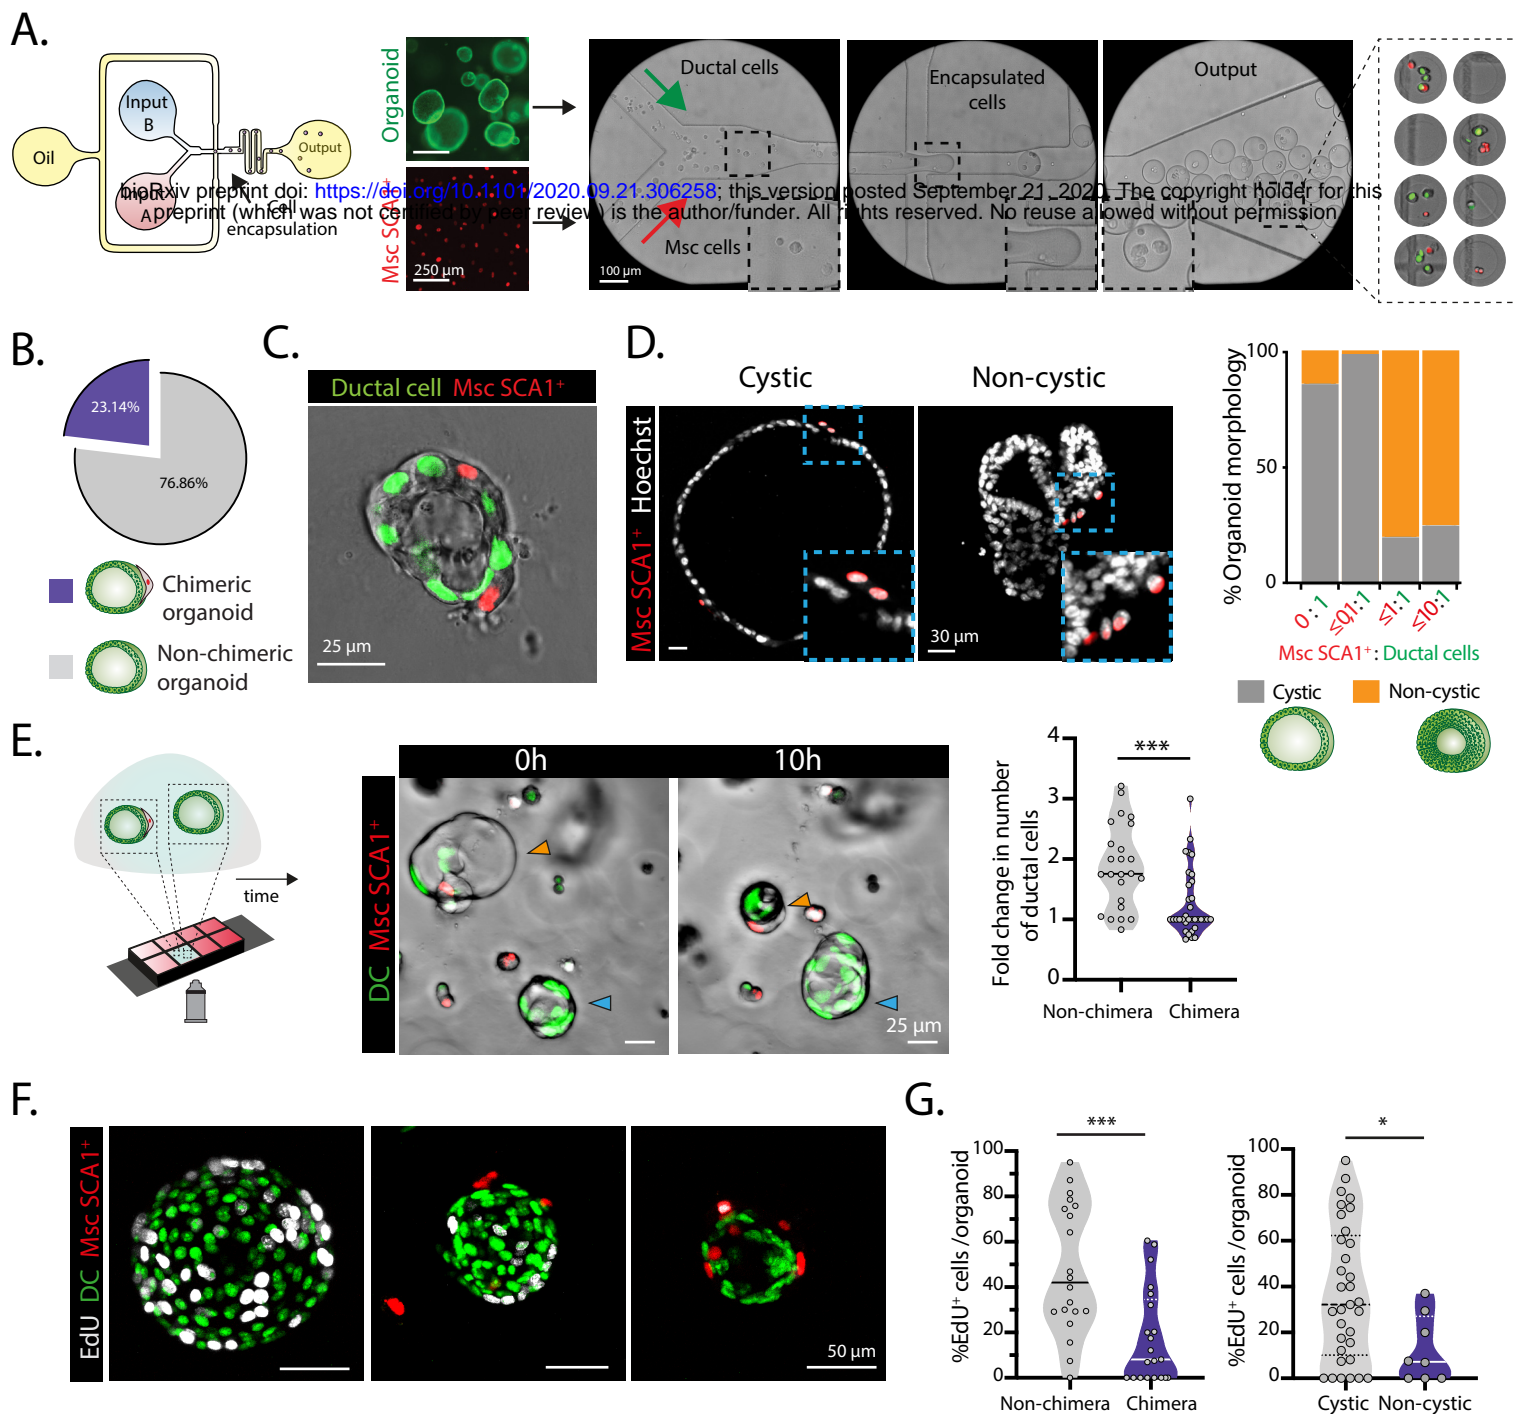 A.
Oil
Input
B
Input
A
Output
Cell
encapsulation
Organoid
Msc SCA1⁺
250 µm
Ductal cells
Msc cells
100 µm
Encapsulated
cells
Output
bioRxiv preprint doi: https://doi.org/10.1101/2020.09.21.306258; this version posted September 21, 2020. The copyright holder for this
preprint (which was not certified by peer review) is the author/funder. All rights reserved. No reuse allowed without permission.
B.
23.14%
76.86%
Chimeric
organoid
Non-chimeric
organoid
C.
Ductal cell Msc SCA1⁺
25 µm
D.
Cystic
Non-cystic
Msc SCA1⁺ Hoechst
30 µm
% Organoid morphology
100
50
0
0 : 1
≤0,1:1
≤1:1
≤10:1
Msc SCA1⁺: Ductal cells
Cystic
Non-cystic
E.
time
DC Msc SCA1⁺
0h
10h
25 µm
Fold change in number
of ductal cells
4
3
2
1
0
***
Non-chimera
Chimera
F.
EdU DC Msc SCA1⁺
50 µm
G.
%EdU⁺ cells /organoid
100
80
60
40
20
0
***
Non-chimera
Chimera
%EdU⁺ cells /organoid
100
80
60
40
20
0
*
Cystic
Non-cystic